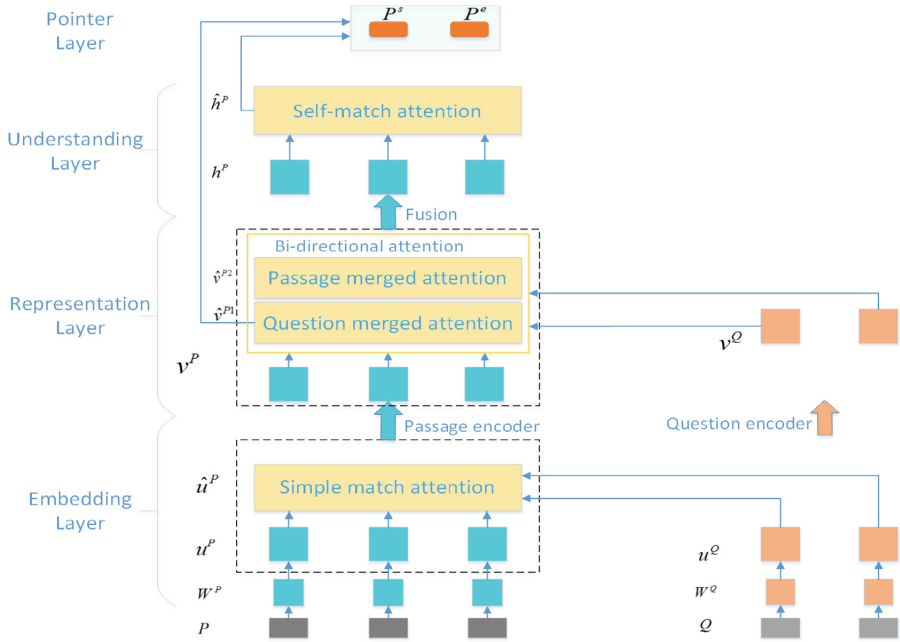 Pointer
Layer
P^s P^e
Understanding
Layer
ĥ^P
Self-match attention
h^P
Fusion
Representation
Layer
Bi-directional attention
v̂^P2
Passage merged attention
v̂^P1
Question merged attention
v^P
v^Q
Passage encoder
Question encoder
Embedding
Layer
û^P
Simple match attention
u^P
u^Q
W^P
W^Q
P
Q